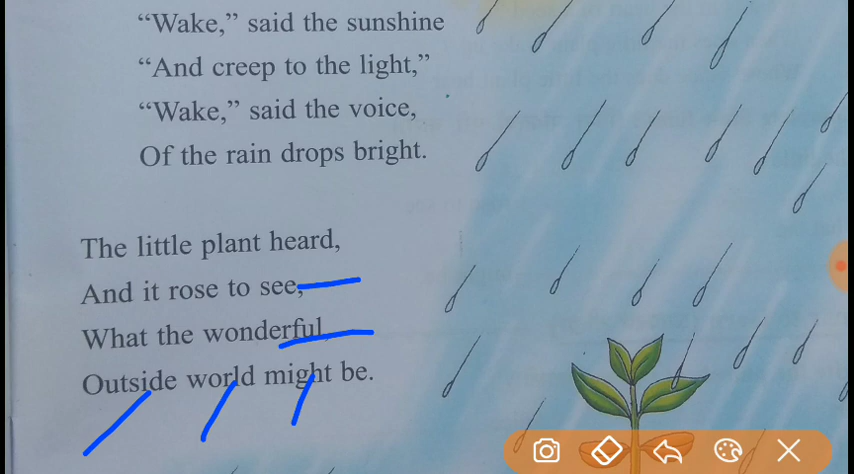 “Wake,” said the sunshine
“And creep to the light,”
“Wake,” said the voice,
Of the rain drops bright.
The little plant heard,
And it rose to see,
What the wonderful,
Outside world might be.